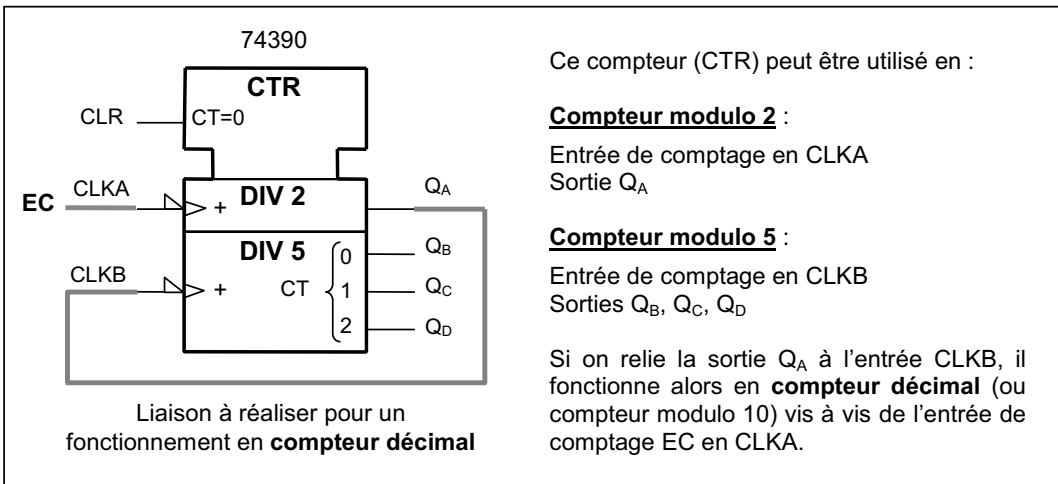 74390
CTR
CLR CT=0
EC CLKA + DIV 2 QA
DIV 5
CLKB + CT
0 QB
1 QC
2 QD
Liaison à réaliser pour un
fonctionnement en compteur décimal
Ce compteur (CTR) peut être utilisé en :
Compteur modulo 2 :
Entrée de comptage en CLKA
Sortie QA
Compteur modulo 5 :
Entrée de comptage en CLKB
Sorties QB, QC, QD
Si on relie la sortie QA à l'entrée CLKB, il
fonctionne alors en compteur décimal (ou
compteur modulo 10) vis à vis de l'entrée de
comptage EC en CLKA.